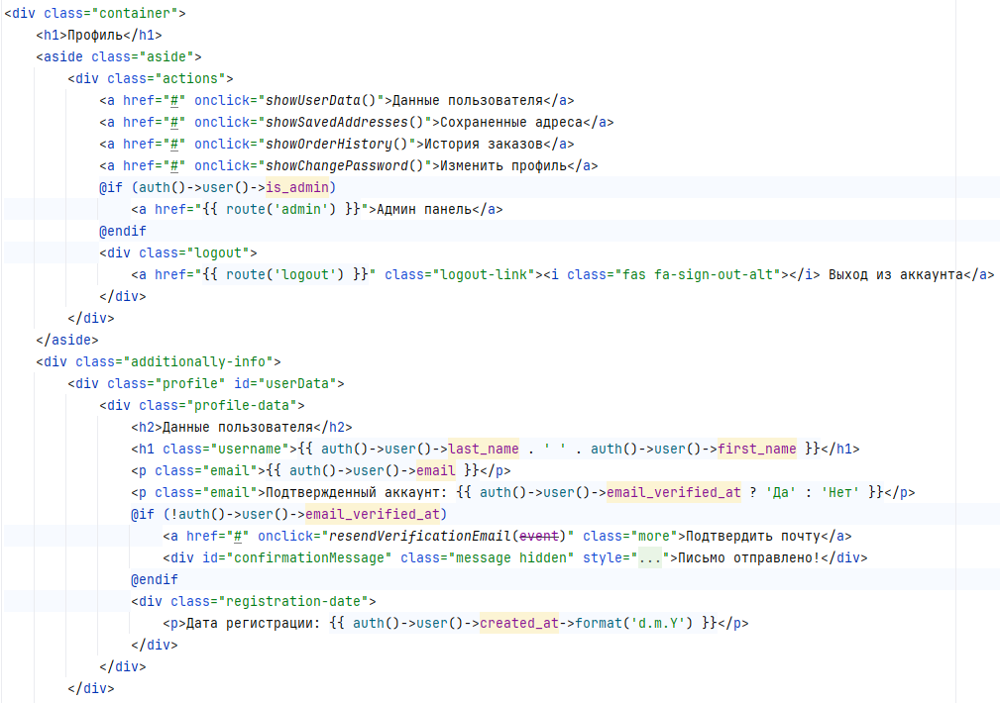 <div class="container">
<h1>Профиль</h1>
<aside class="aside">
<div class="actions">
<a href="#" onclick="showUserData()">Данные пользователя</a>
<a href="#" onclick="showSavedAddresses()">Сохраненные адреса</a>
<a href="#" onclick="showOrderHistory()">История заказов</a>
<a href="#" onclick="showChangePassword()">Изменить профиль</a>
@if (auth()->user()->is_admin)
<a href="{{ route('admin') }}">Админ панель</a>
@endif
<div class="logout">
<a href="{{ route('logout') }}" class="logout-link"><i class="fas fa-sign-out-alt"></i> Выход из аккаунта</a>
</div>
</div>
</aside>
<div class="additionally-info">
<div class="profile" id="userData">
<div class="profile-data">
<h2>Данные пользователя</h2>
<h1 class="username">{{ auth()->user()->last_name . ' ' . auth()->user()->first_name }}</h1>
<p class="email">{{ auth()->user()->email }}</p>
<p class="email">Подтвержденный аккаунт: {{ auth()->user()->email_verified_at ? 'Да' : 'Нет' }}</p>
@if (!auth()->user()->email_verified_at)
<a href="#" onclick="resendVerificationEmail(event)" class="more">Подтвердить почту</a>
<div id="confirmationMessage" class="message hidden" style="...">Письмо отправлено!</div>
@endif
<div class="registration-date">
<p>Дата регистрации: {{ auth()->user()->created_at->format('d.m.Y') }}</p>
</div>
</div>
</div>